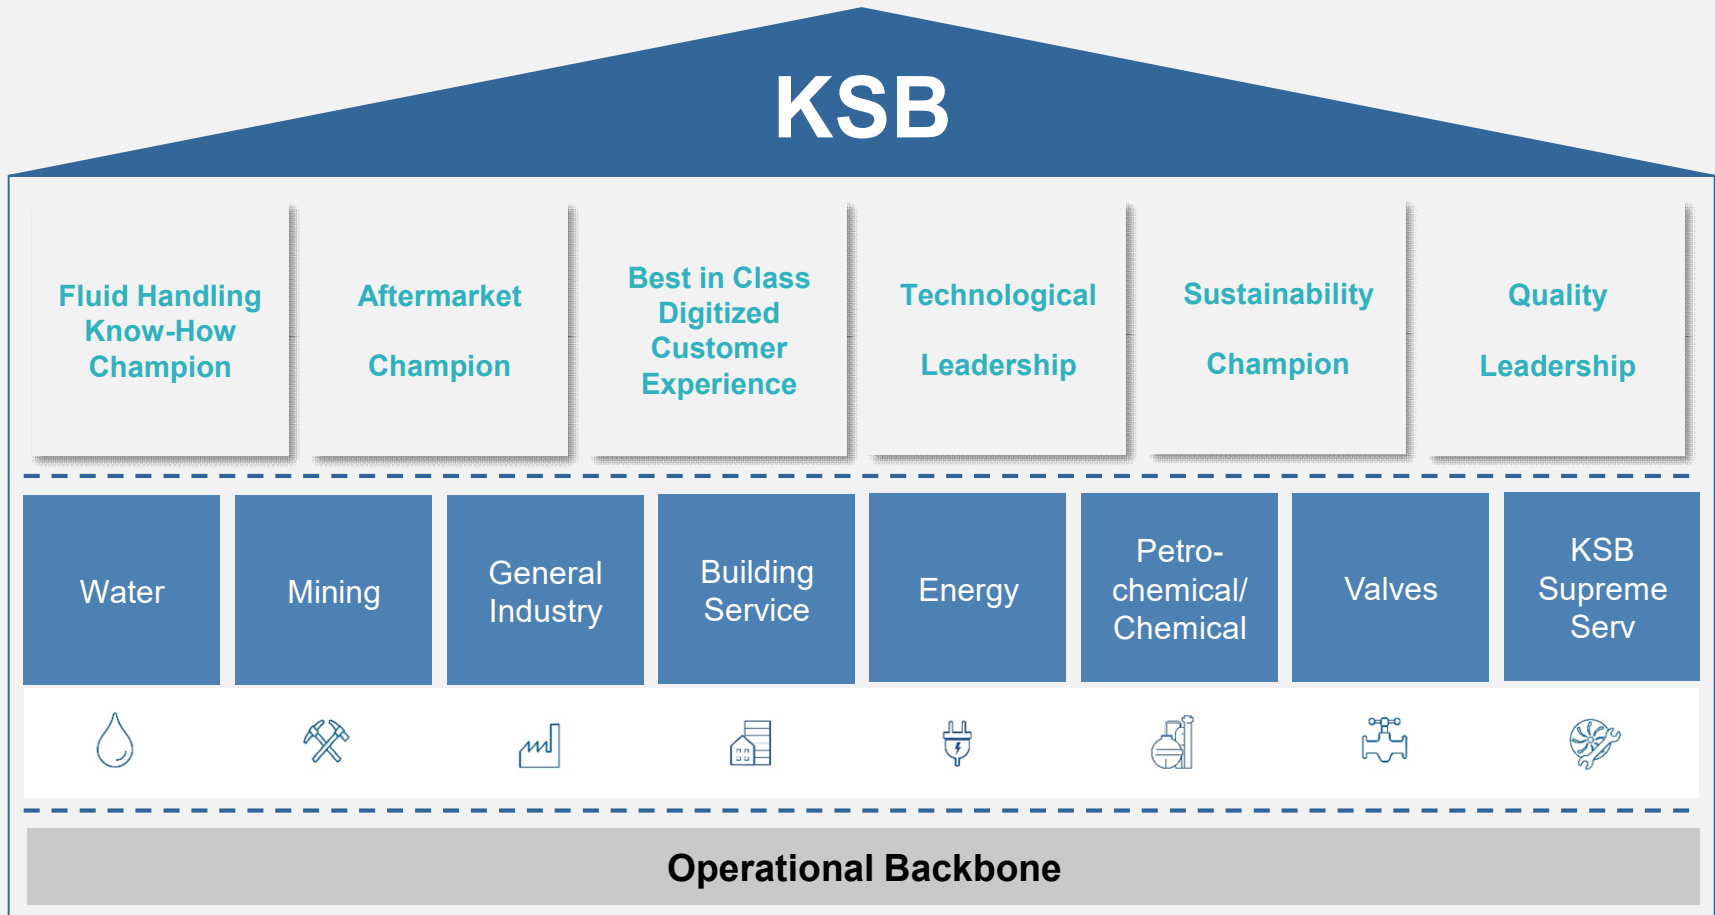 KSB
Fluid Handling
Know-How
Champion
Aftermarket
Champion
Best in Class
Digitized
Customer
Experience
Technological
Leadership
Sustainability
Champion
Quality
Leadership
Water
Mining
General
Industry
Building
Service
Energy
Petro-
chemical/
Chemical
Valves
KSB
Supreme
Serv
Operational Backbone